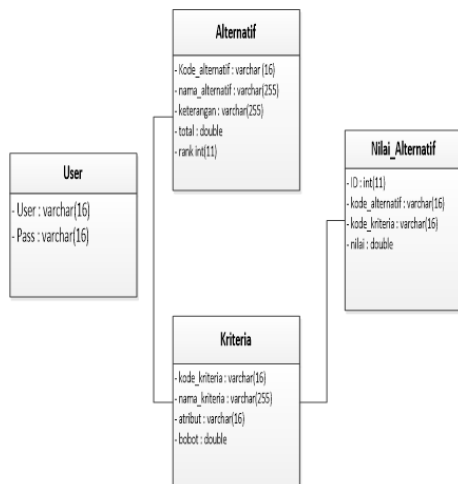 Alternatif
- Kode_alternatif : varchar (16)
- nama_alternatif : varchar(255)
- keterangan : varchar(255)
- total : double
- rank int(11)
User
- User : varchar(16)
- Pass : varchar(16)
Nilai_Alternatif
- ID : int(11)
- kode_alternatif : varchar(16)
- kode_kriteria : varchar(16)
- nilai : double
Kriteria
- kode_kriteria : varchar(16)
- nama_kriteria : varchar(255)
- atribut : varchar(16)
- bobot : double